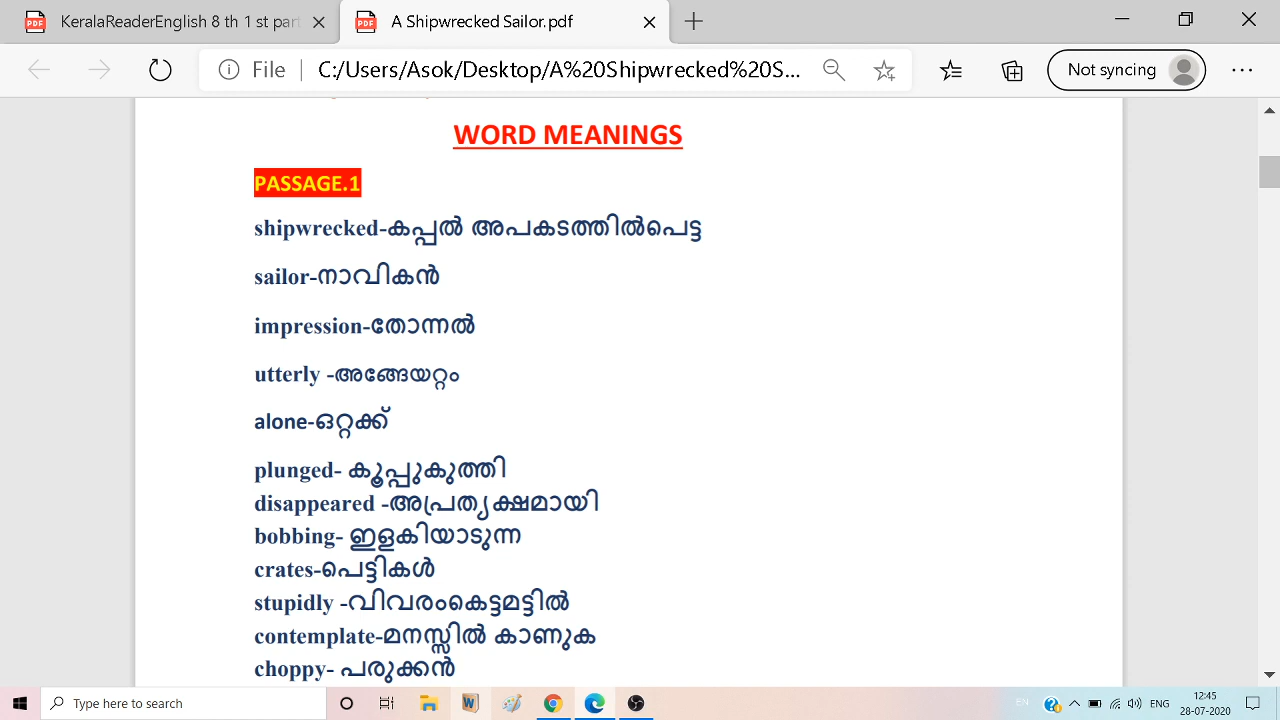 KeralaReaderEnglish 8 th 1 st part
A Shipwrecked Sailor.pdf
File
C:/Users/Asok/Desktop/A%20Shipwrecked%20S...
Not syncing
WORD MEANINGS
PASSAGE.1
shipwrecked-കപ്പൽ അപകടത്തിൽപെട്ട
sailor-നാവികൻ
impression-തോന്നൽ
utterly -അങ്ങേയറ്റം
alone-ഒറ്റക്ക്
plunged- കൂപ്പുകുത്തി
disappeared -അപ്രത്യക്ഷമായി
bobbing- ഇളകിയാടുന്ന
crates-പെട്ടികൾ
stupidly -വിവരംകെട്ടമട്ടിൽ
contemplate-മനസ്സിൽ കാണുക
choppy- പരുക്കൻ
Type here to search
EN
ENG
12:45
28-07-2020